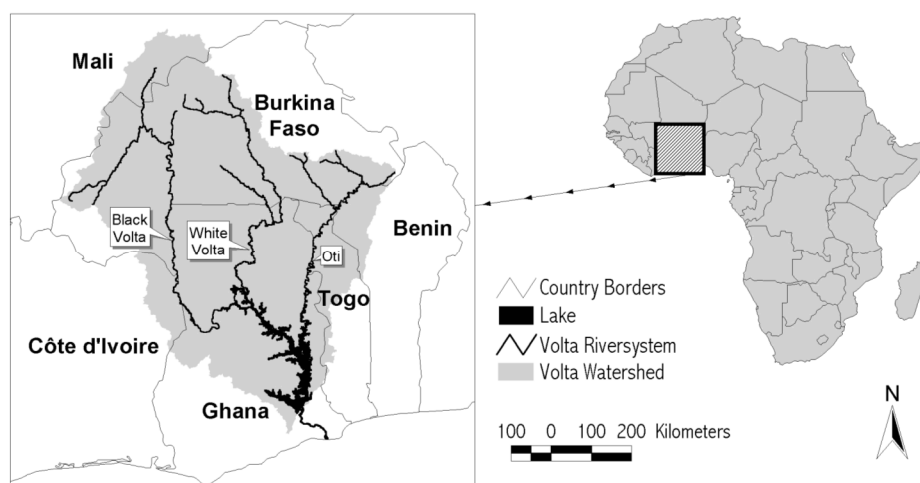 Mali
Burkina
Faso
Black
Volta
White
Volta
Oti
Benin
Togo
Côte d'Ivoire
Ghana
Country Borders
Lake
Volta Riversystem
Volta Watershed
100 0 100 200 Kilometers
N